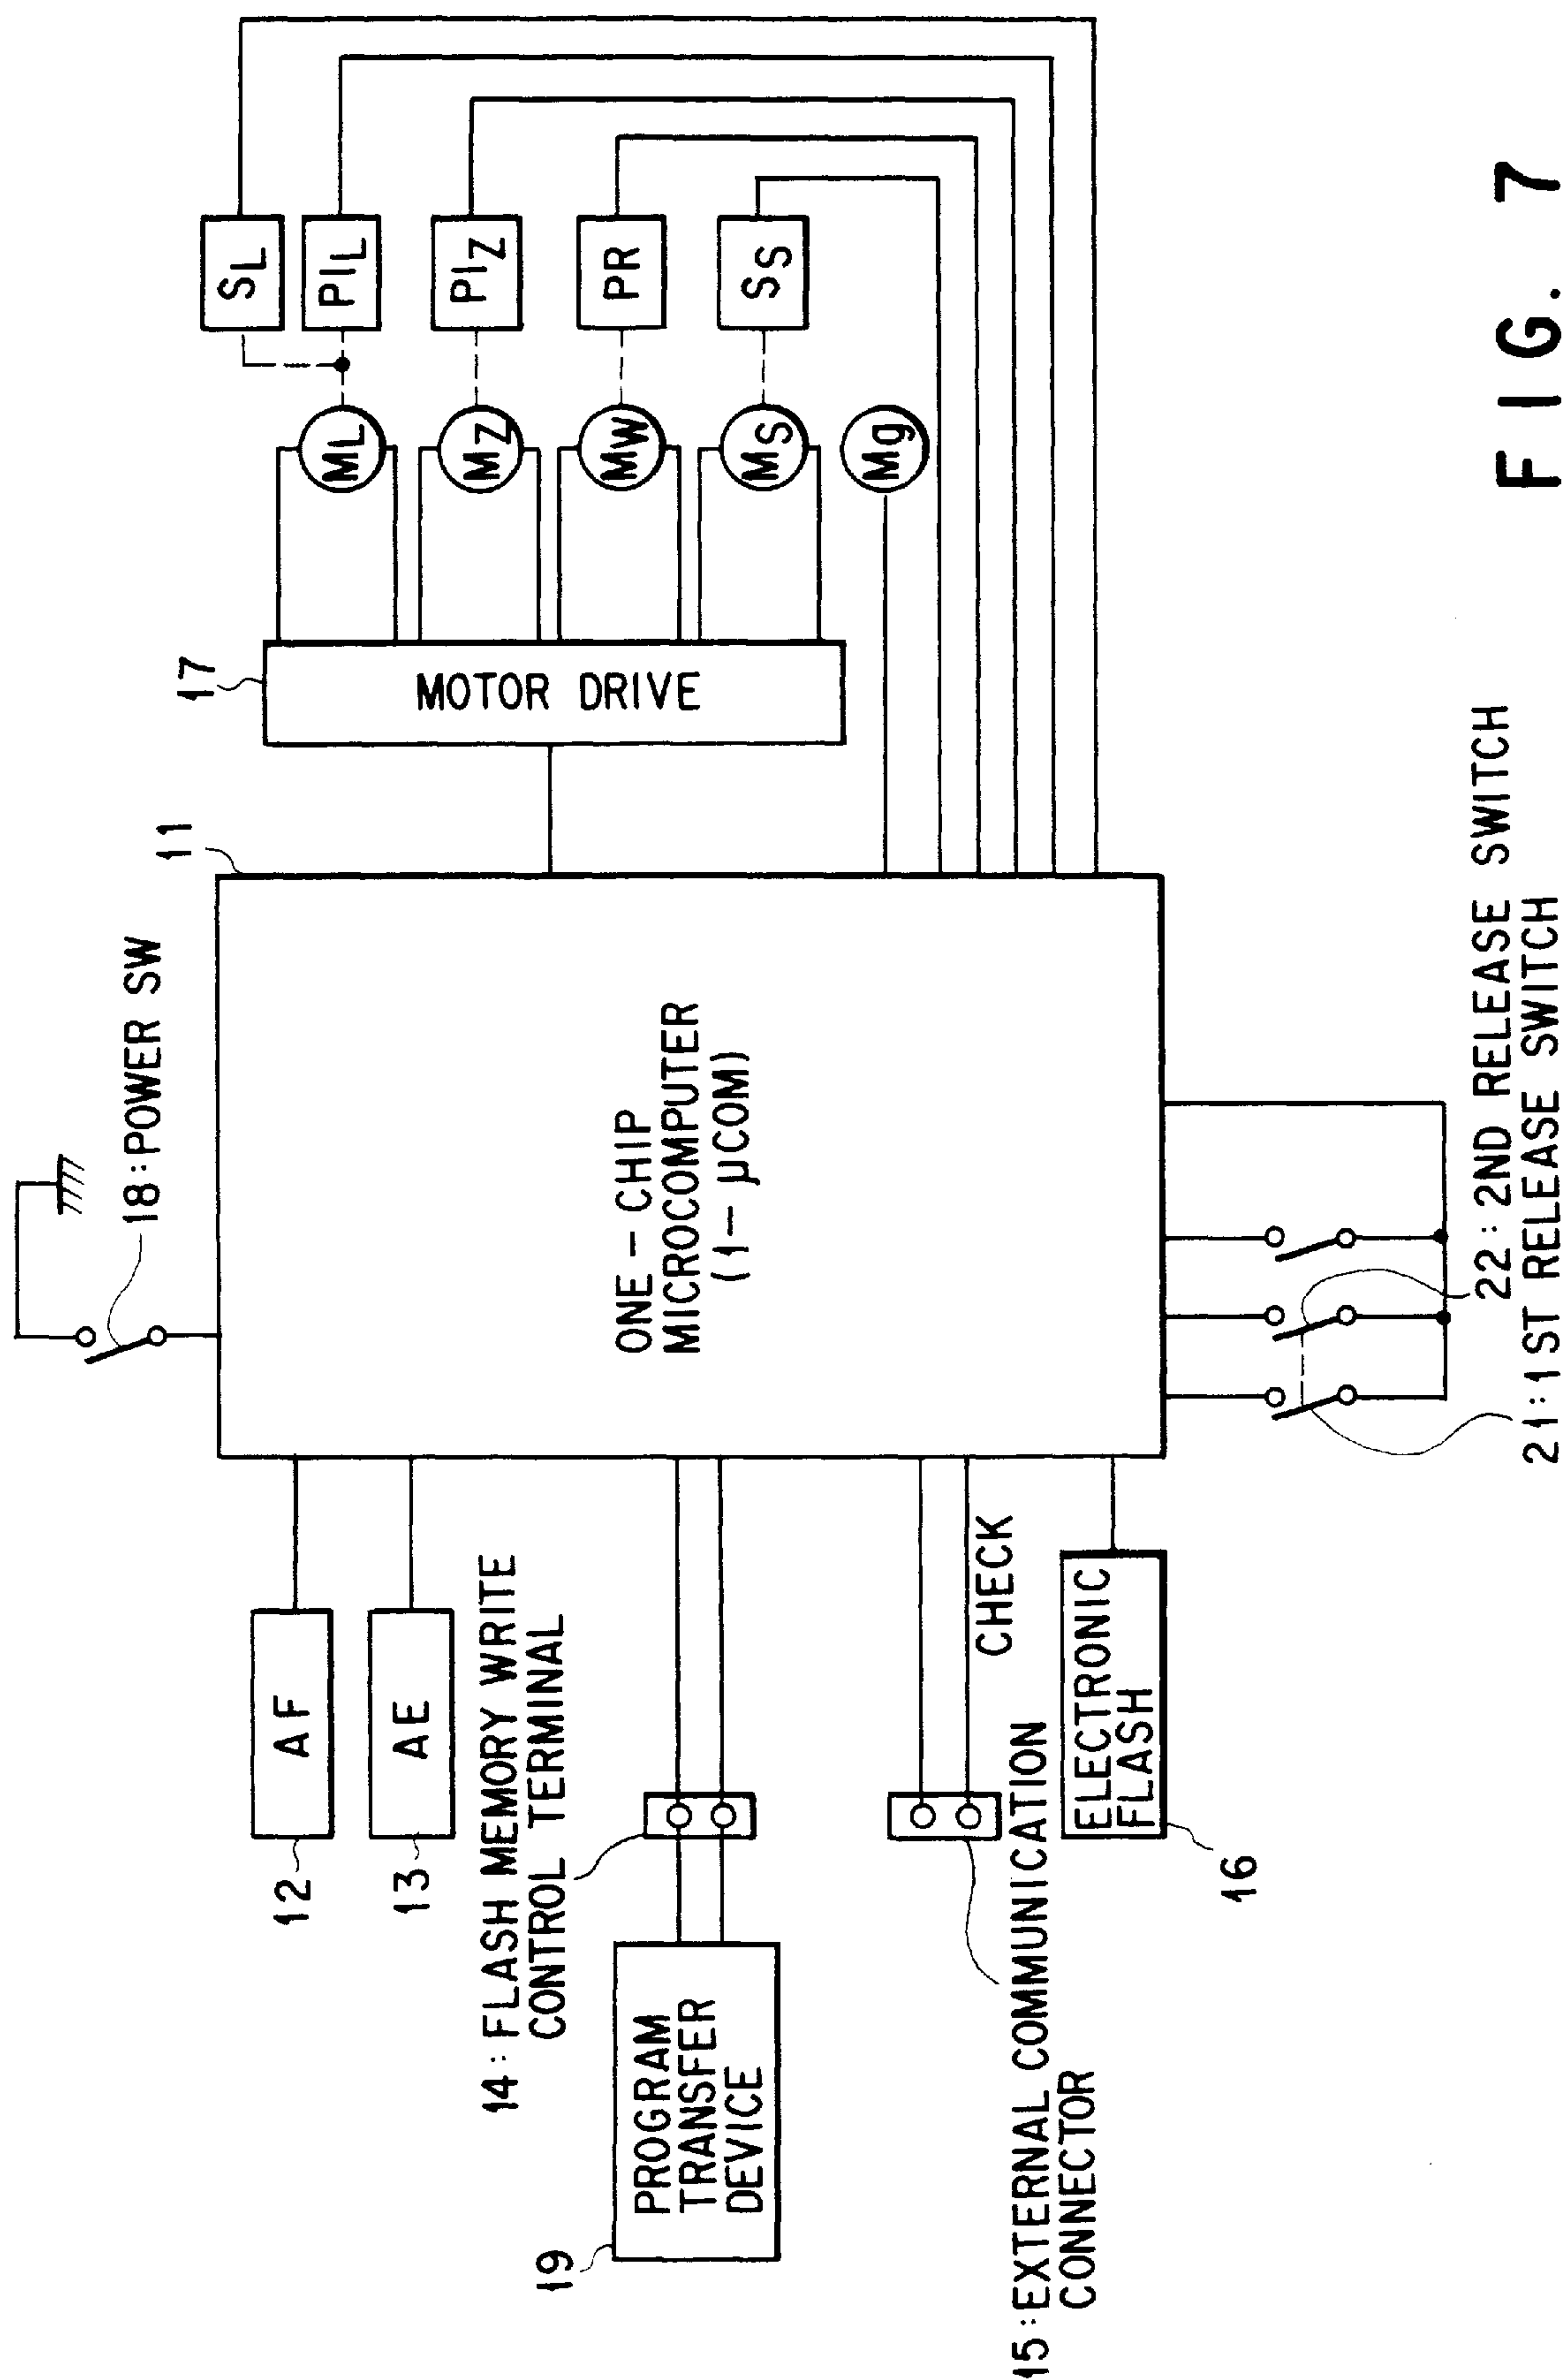 18:POWER SW
11
17
MOTOR DRIVE
SL
PIL
PIZ
PR
SS
ML
MZ
MW
MS
Mg
ONE-CHIP
MICROCOMPUTER
(1-μCOM)
AF
12
AE
13
14:FLASH MEMORY WRITE
CONTROL TERMINAL
PROGRAM
TRANSFER
DEVICE
19
CHECK
15:EXTERNAL COMMUNICATION
CONNECTOR
ELECTRONIC
FLASH
16
22:2ND RELEASE SWITCH
21:1ST RELEASE SWITCH
FIG. 7